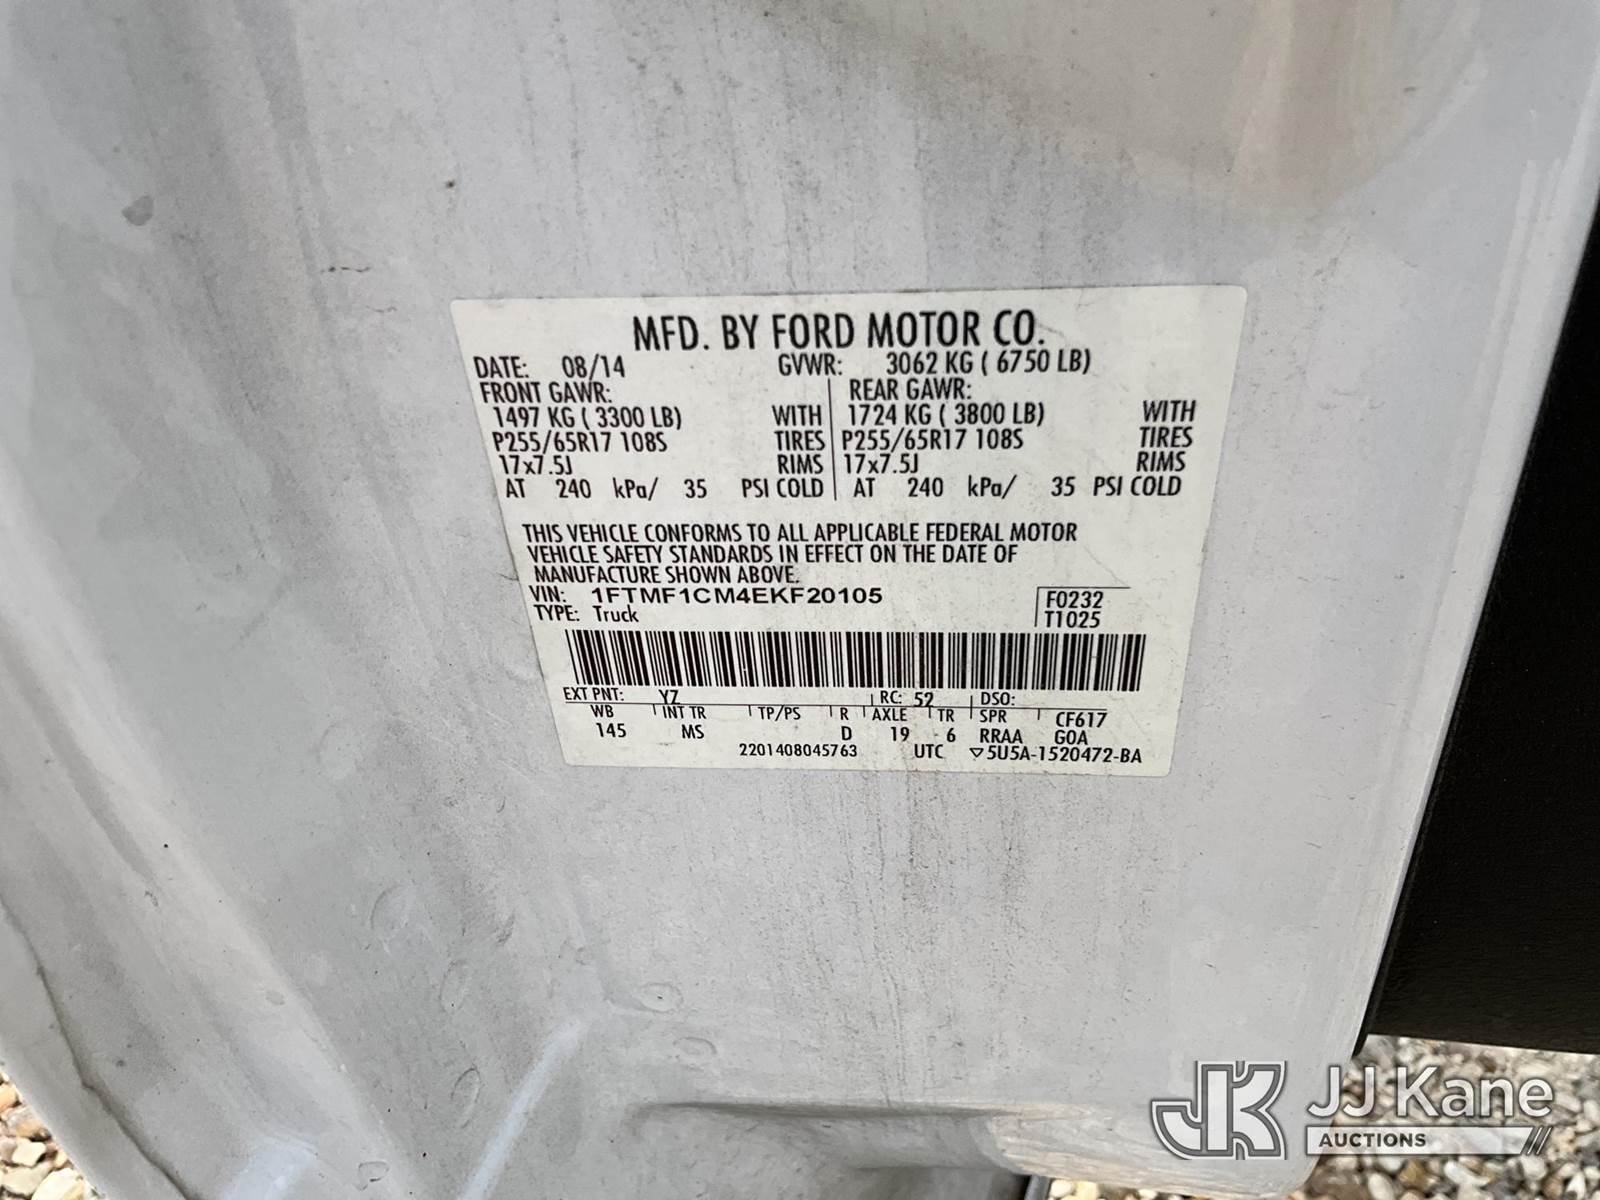 MFD. BY FORD MOTOR CO.
DATE: 08/14 GVWR: 3062 KG ( 6750 LB)
FRONT GAWR: REAR GAWR:
1497 KG ( 3300 LB) WITH 1724 KG ( 3800 LB) WITH
P255/65R17 108S TIRES P255/65R17 108S TIRES
17x7.5J RIMS 17x7.5J RIMS
AT 240 kPa/ 35 PSI COLD AT 240 kPa/ 35 PSI COLD
THIS VEHICLE CONFORMS TO ALL APPLICABLE FEDERAL MOTOR
VEHICLE SAFETY STANDARDS IN EFFECT ON THE DATE OF
MANUFACTURE SHOWN ABOVE.
VIN: 1FTMF1CM4EKF20105 F0232
TYPE: Truck T1025
EXT PNT: YZ RC: 52 DSO:
WB INT TR TP/PS R AXLE TR SPR CF617
145 MS D 19 6 RRAA GOA
2201408045763 UTC ▽5U5A-1520472-BA
JK JJ Kane
AUCTIONS